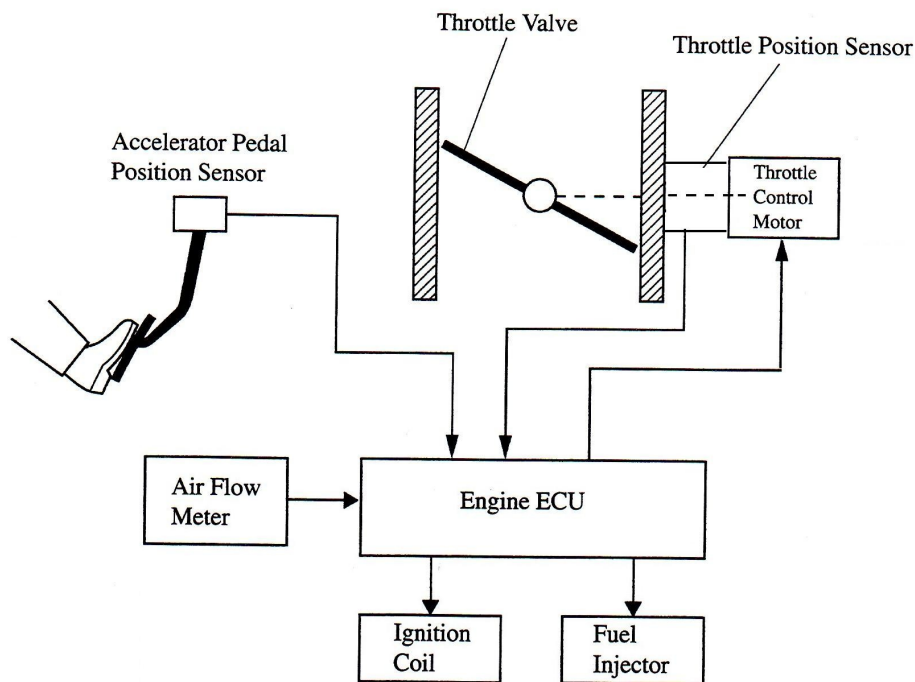 Throttle Valve
Throttle Position Sensor
Accelerator Pedal
Position Sensor
Throttle
Control
Motor
Air Flow
Meter
Engine ECU
Ignition
Coil
Fuel
Injector